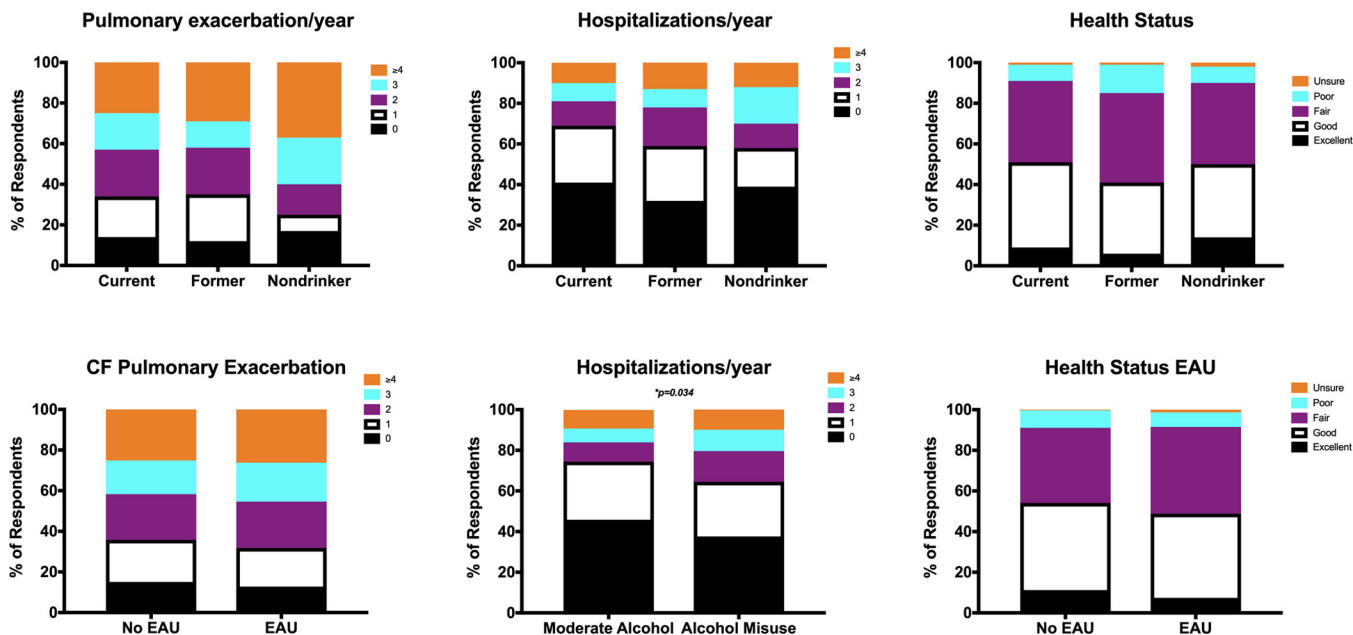 Pulmonary exacerbation/year
% of Respondents
100
80
60
40
20
0
Current Former Nondrinker
≥4
3
2
1
0
Hospitalizations/year
% of Respondents
100
80
60
40
20
0
Current Former Nondrinker
≥4
3
2
1
0
Health Status
% of Respondents
100
80
60
40
20
0
Current Former Nondrinker
Unsure
Poor
Fair
Good
Excellent
CF Pulmonary Exacerbation
% of Respondents
100
80
60
40
20
0
No EAU EAU
≥4
3
2
1
0
Hospitalizations/year
*p=0.034
% of Respondents
100
80
60
40
20
0
Moderate Alcohol Alcohol Misuse
≥4
3
2
1
0
Health Status EAU
% of Respondents
100
80
60
40
20
0
No EAU EAU
Unsure
Poor
Fair
Good
Excellent